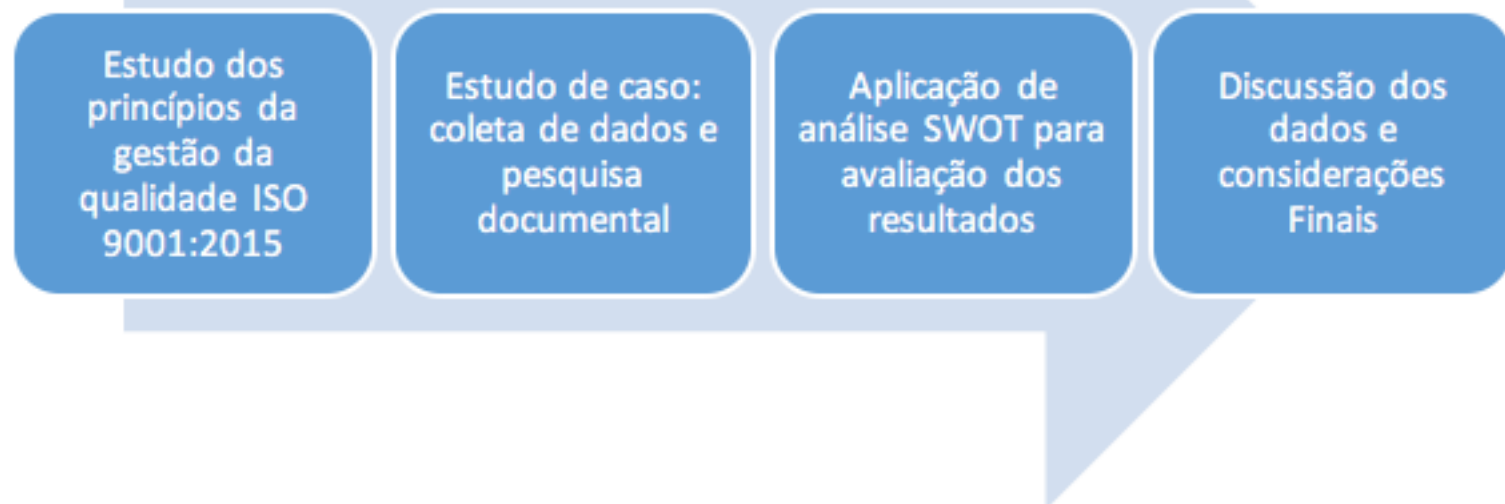 Estudo dos
princípios da
gestão da
qualidade ISO
9001:2015
Estudo de caso:
coleta de dados e
pesquisa
documental
Aplicação de
análise SWOT para
avaliação dos
resultados
Discussão dos
dados e
considerações
Finais